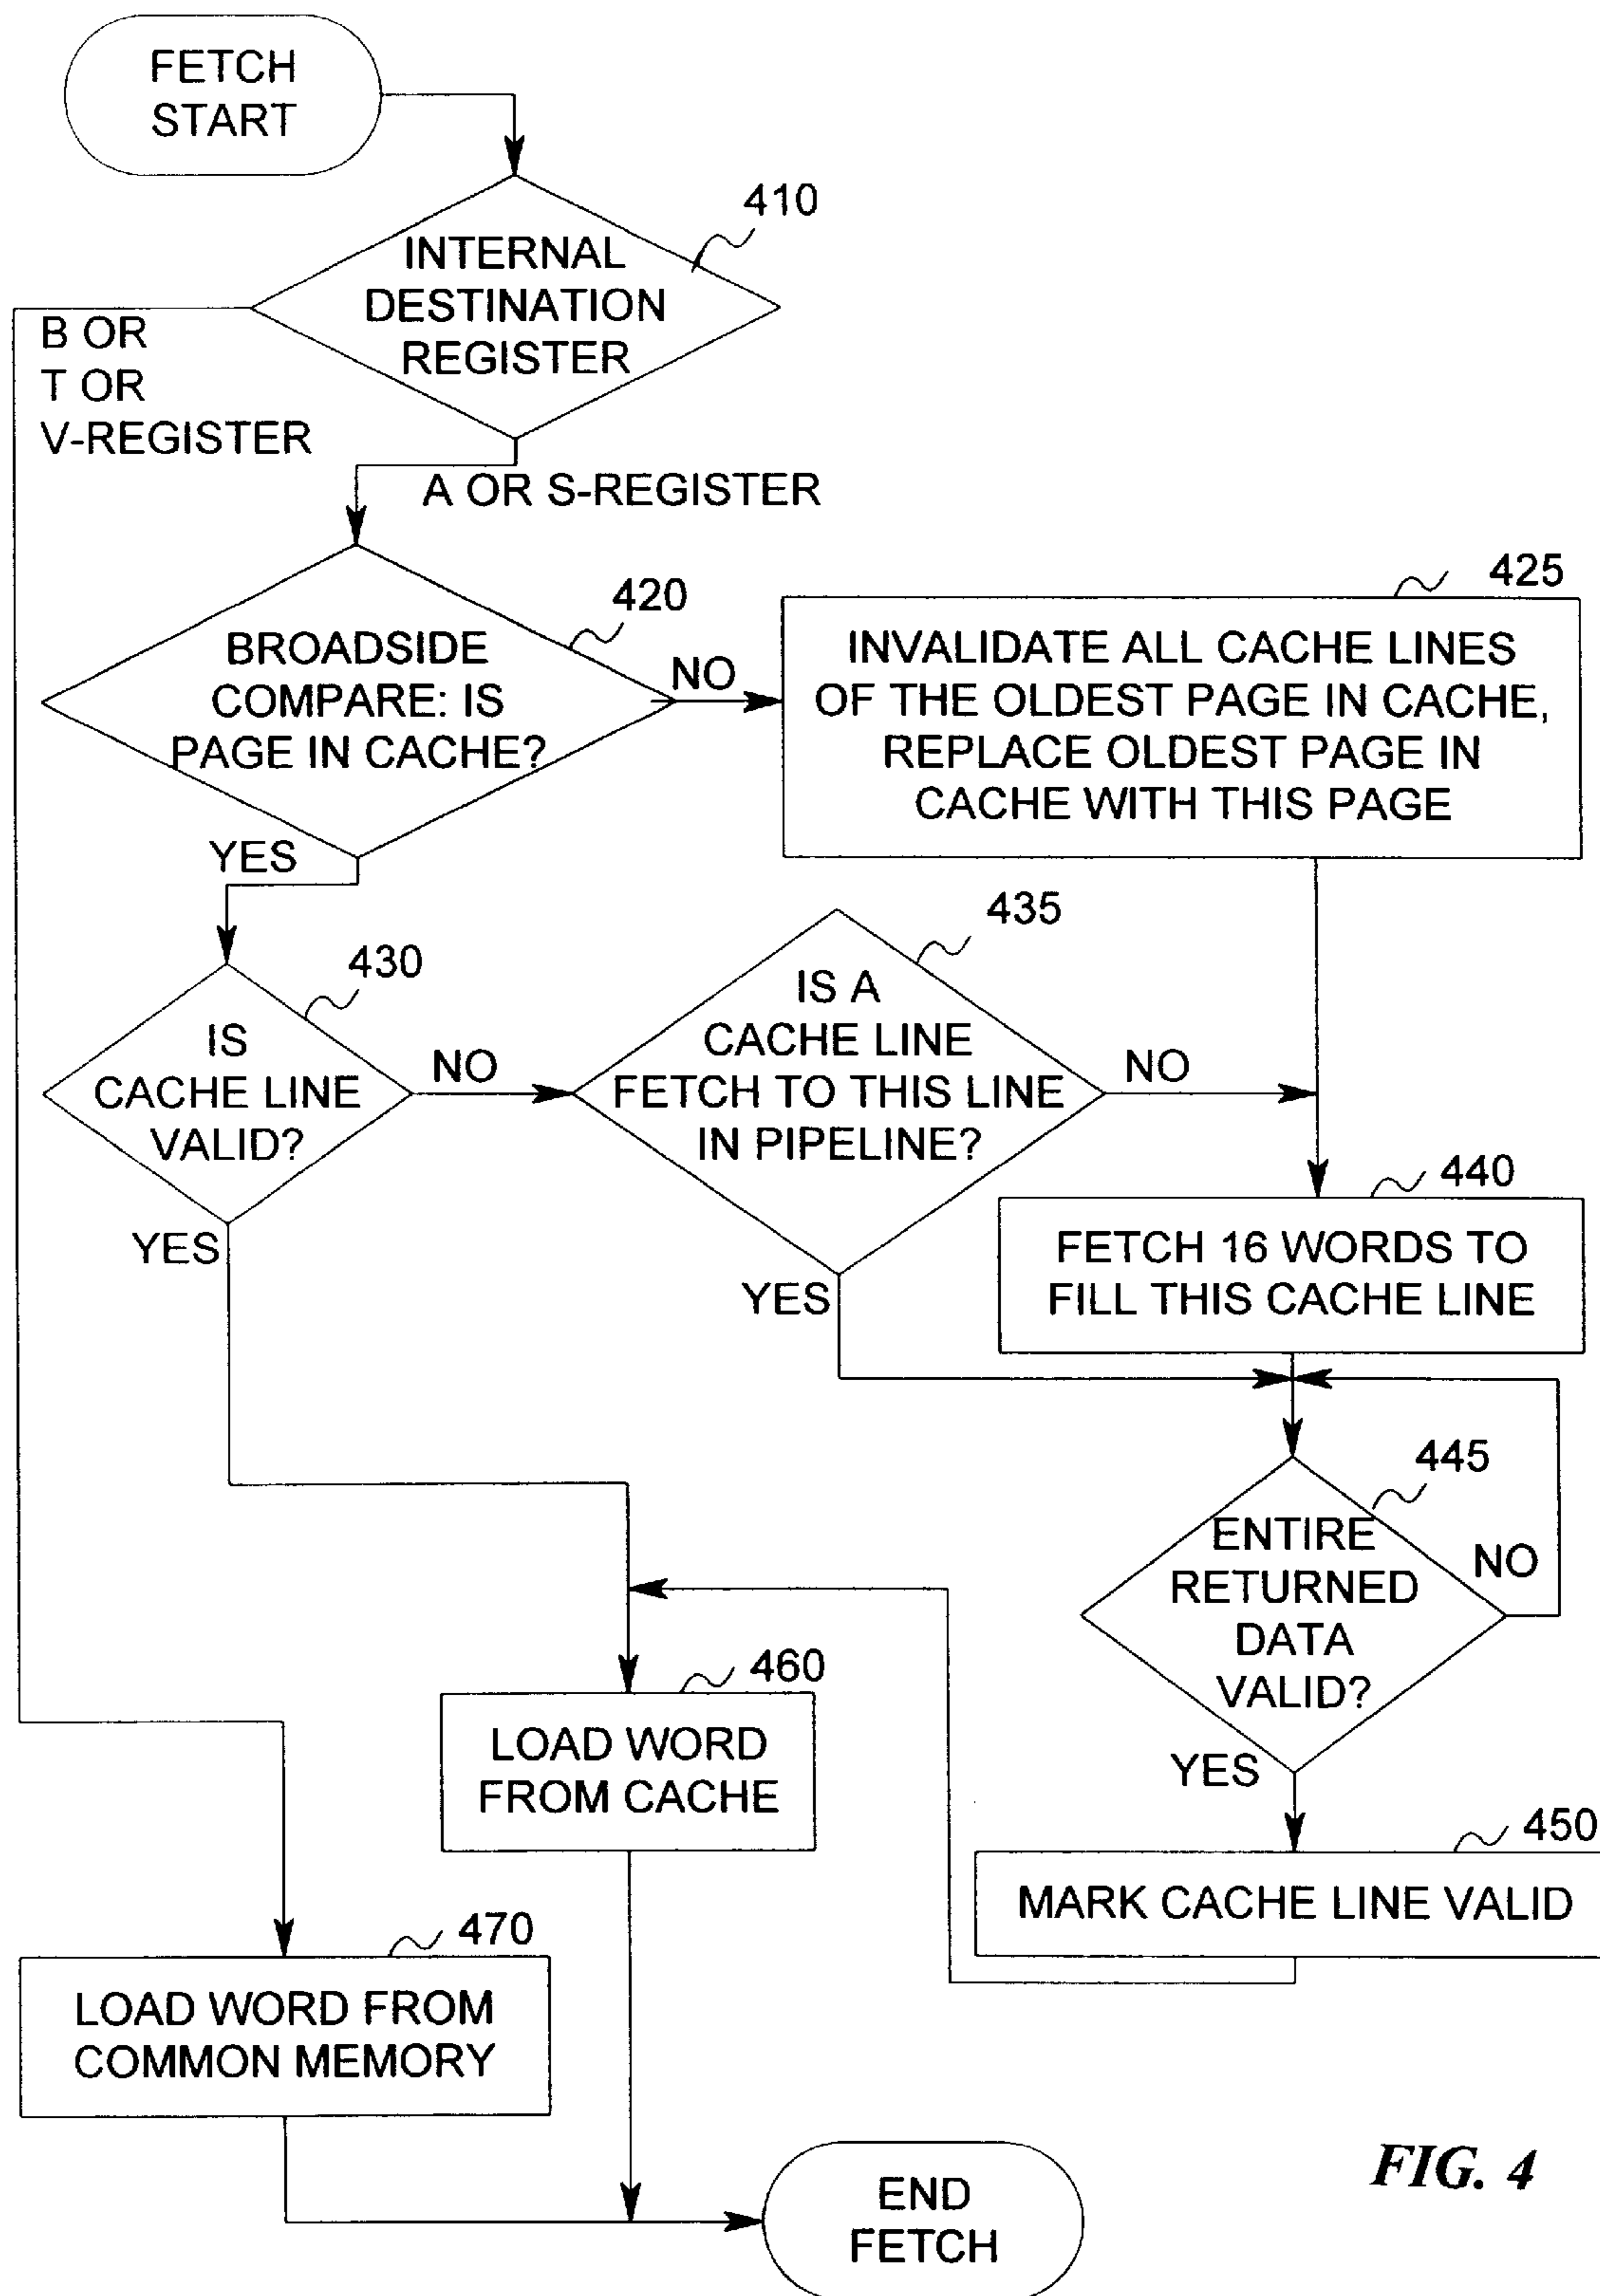 FETCH
START
410
INTERNAL
DESTINATION
REGISTER
B OR
T OR
V-REGISTER
A OR S-REGISTER
420
BROADSIDE
COMPARE: IS
PAGE IN CACHE?
NO
425
INVALIDATE ALL CACHE LINES
OF THE OLDEST PAGE IN CACHE,
REPLACE OLDEST PAGE IN
CACHE WITH THIS PAGE
YES
430
IS
CACHE LINE
VALID?
NO
435
IS A
CACHE LINE
FETCH TO THIS LINE
IN PIPELINE?
NO
YES
YES
440
FETCH 16 WORDS TO
FILL THIS CACHE LINE
445
ENTIRE
RETURNED
DATA
VALID?
NO
YES
450
MARK CACHE LINE VALID
460
LOAD WORD
FROM CACHE
470
LOAD WORD FROM
COMMON MEMORY
END
FETCH
FIG. 4